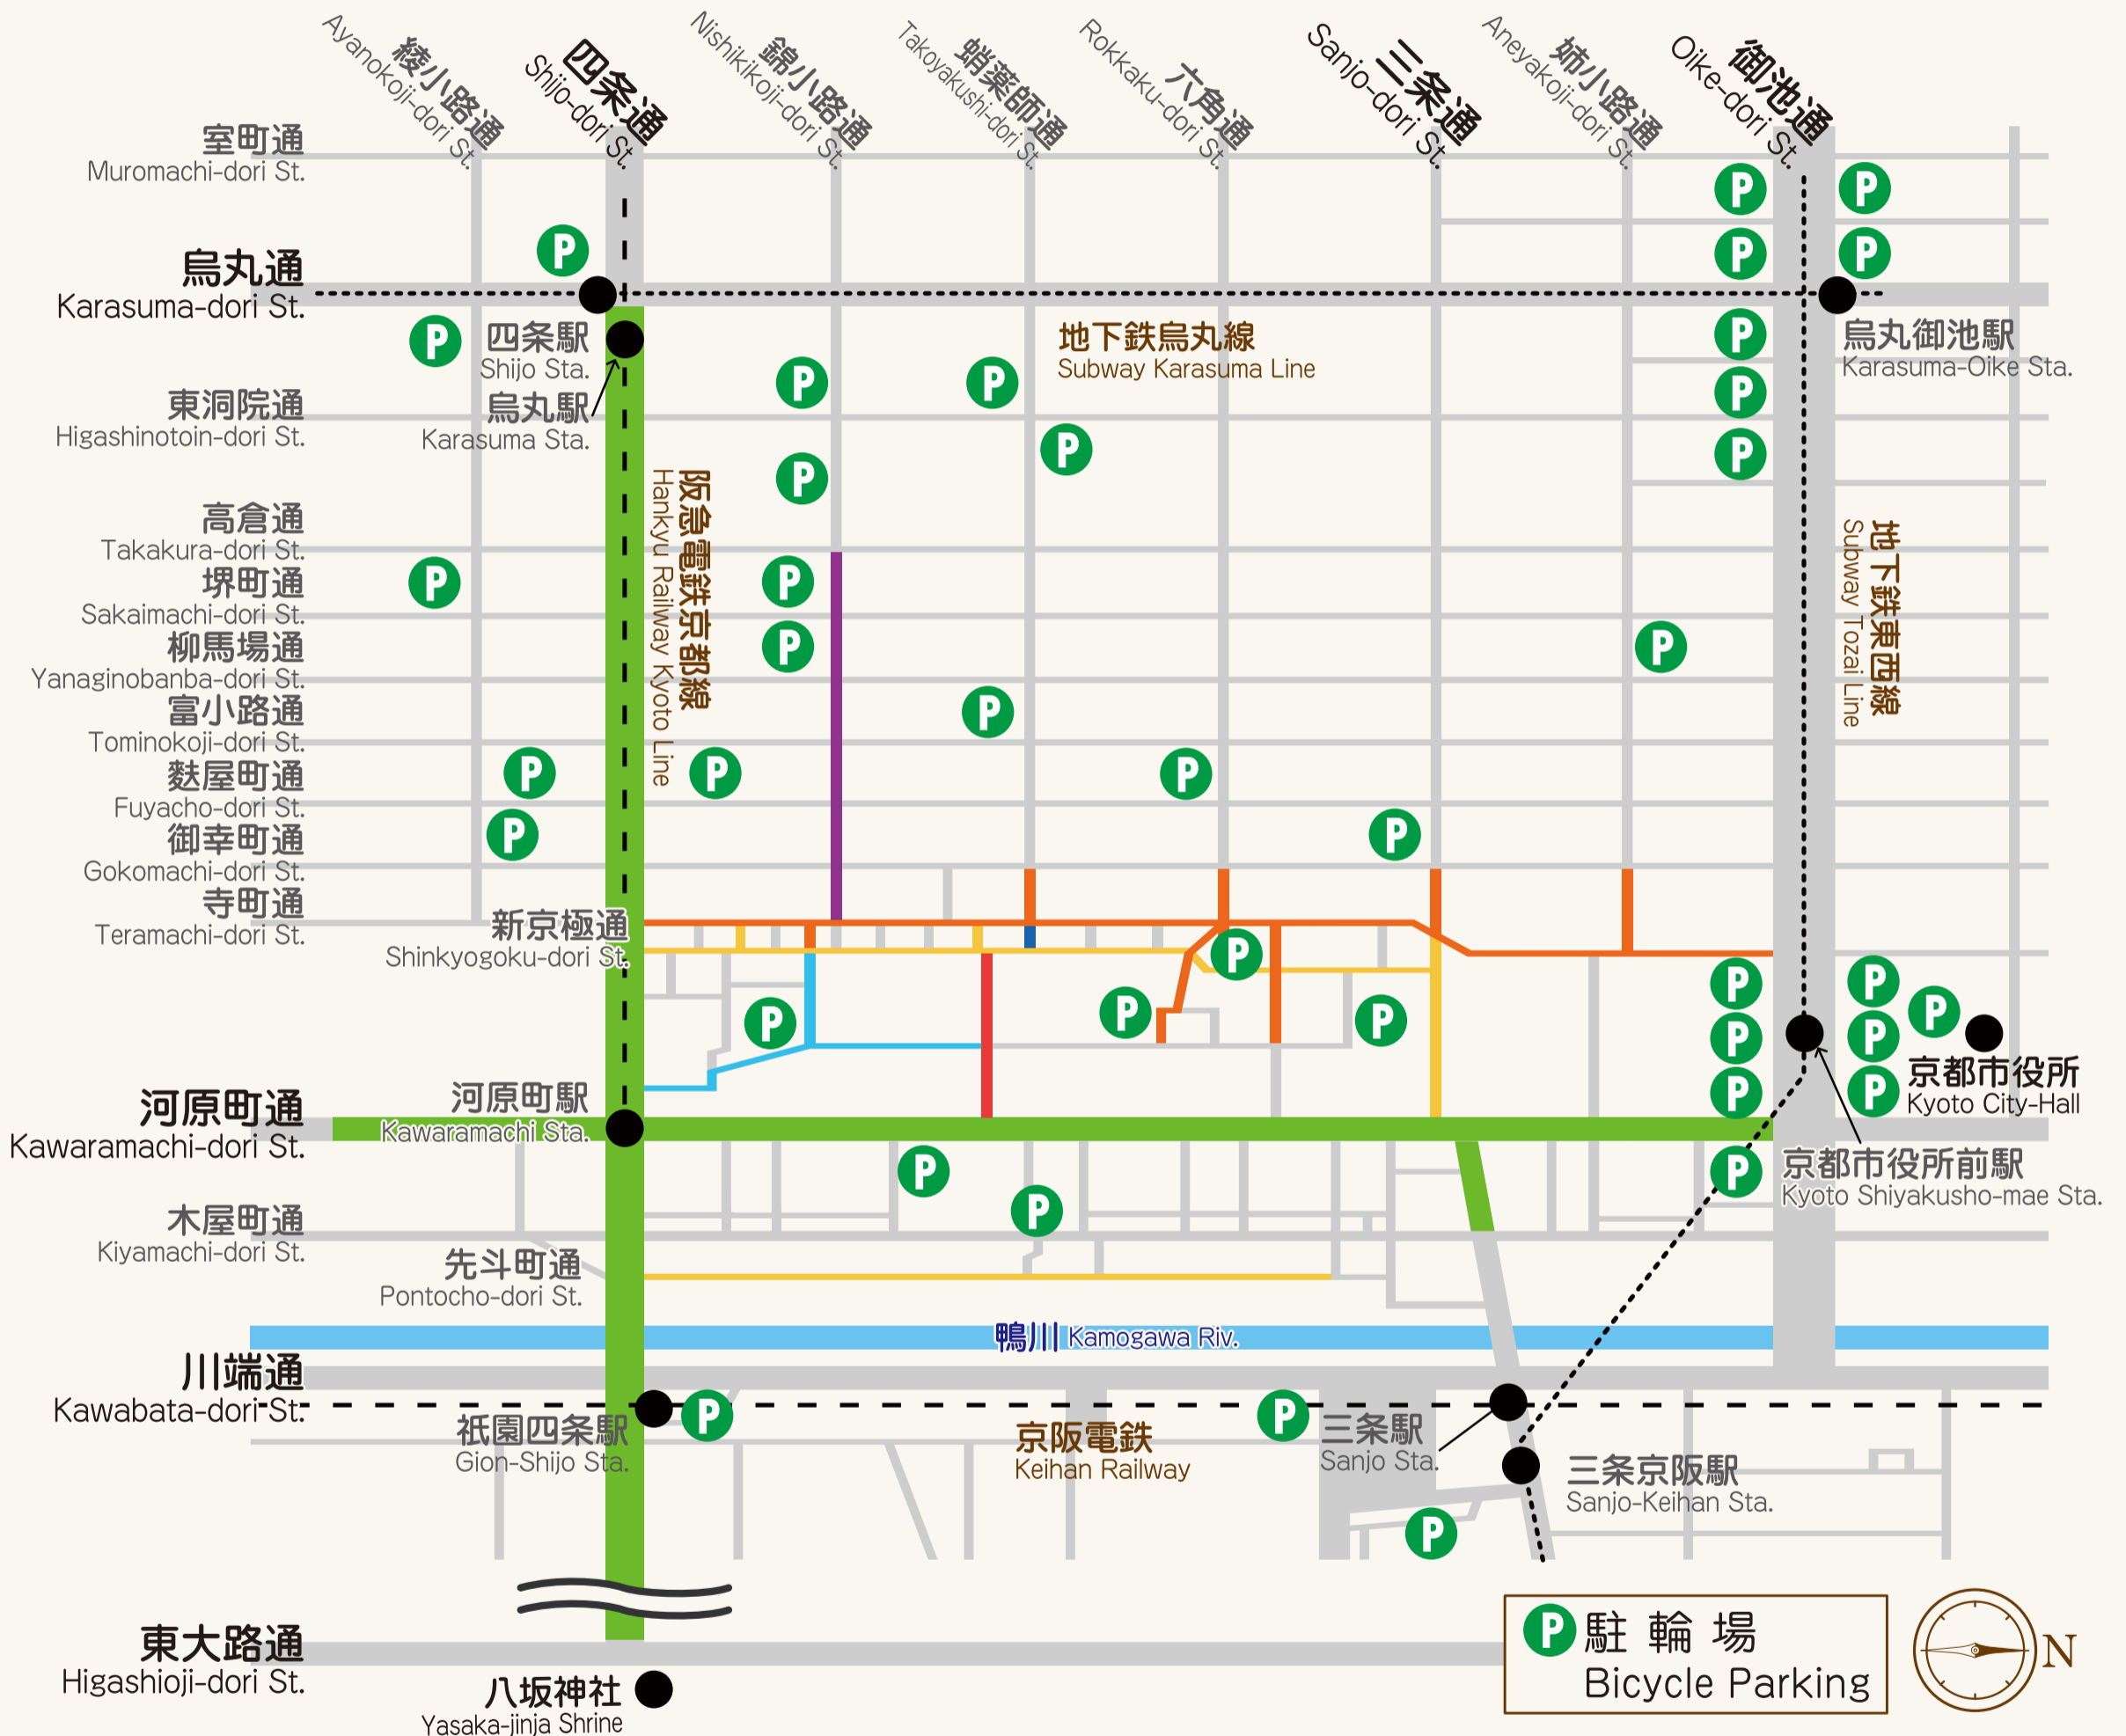 綾小路通
Ayanokoji-dori St.
四条通
Shijo-dori St.
錦小路通
Nishikikoji-dori St.
蛸薬師通
Takoyakushi-dori St.
六角通
Rokkaku-dori St.
三条通
Sanjo-dori St.
姉小路通
Aneyakoji-dori St.
御池通
Oike-dori St.
室町通
Muromachi-dori St.
P
P
P
P
P
烏丸通
Karasuma-dori St.
P
四条駅
Shijo Sta.
地下鉄烏丸線
Subway Karasuma Line
P
烏丸御池駅
Karasuma-Oike Sta.
P
P
P
東洞院通
Higashinotoin-dori St.
烏丸駅
Karasuma Sta.
P
P
P
阪急電鉄京都線
Hankyu Railway Kyoto Line
地下鉄東西線
Subway Tozai Line
高倉通
Takakura-dori St.
P
P
堺町通
Sakaimachi-dori St.
P
P
柳馬場通
Yanaginobanba-dori St.
P
富小路通
Tominokoji-dori St.
P
P
P
麩屋町通
Fuyacho-dori St.
P
P
御幸町通
Gokomachi-dori St.
寺町通
Teramachi-dori St.
新京極通
Shinkyogoku-dori St.
P
P
P
P
P
P
P
P
P
P
P
京都市役所
Kyoto City-Hall
河原町通
Kawaramachi-dori St.
河原町駅
Kawaramachi Sta.
P
P
P
京都市役所前駅
Kyoto Shiyakusho-mae Sta.
木屋町通
Kiyamachi-dori St.
先斗町通
Pontocho-dori St.
鴨川 Kamogawa Riv.
川端通
Kawabata-dori St.
祇園四条駅
Gion-Shijo Sta.
P
京阪電鉄
Keihan Railway
P
三条駅
Sanjo Sta.
三条京阪駅
Sanjo-Keihan Sta.
P
東大路通
Higashioji-dori St.
八坂神社
Yasaka-jinja Shrine
P 駐輪場
Bicycle Parking
N